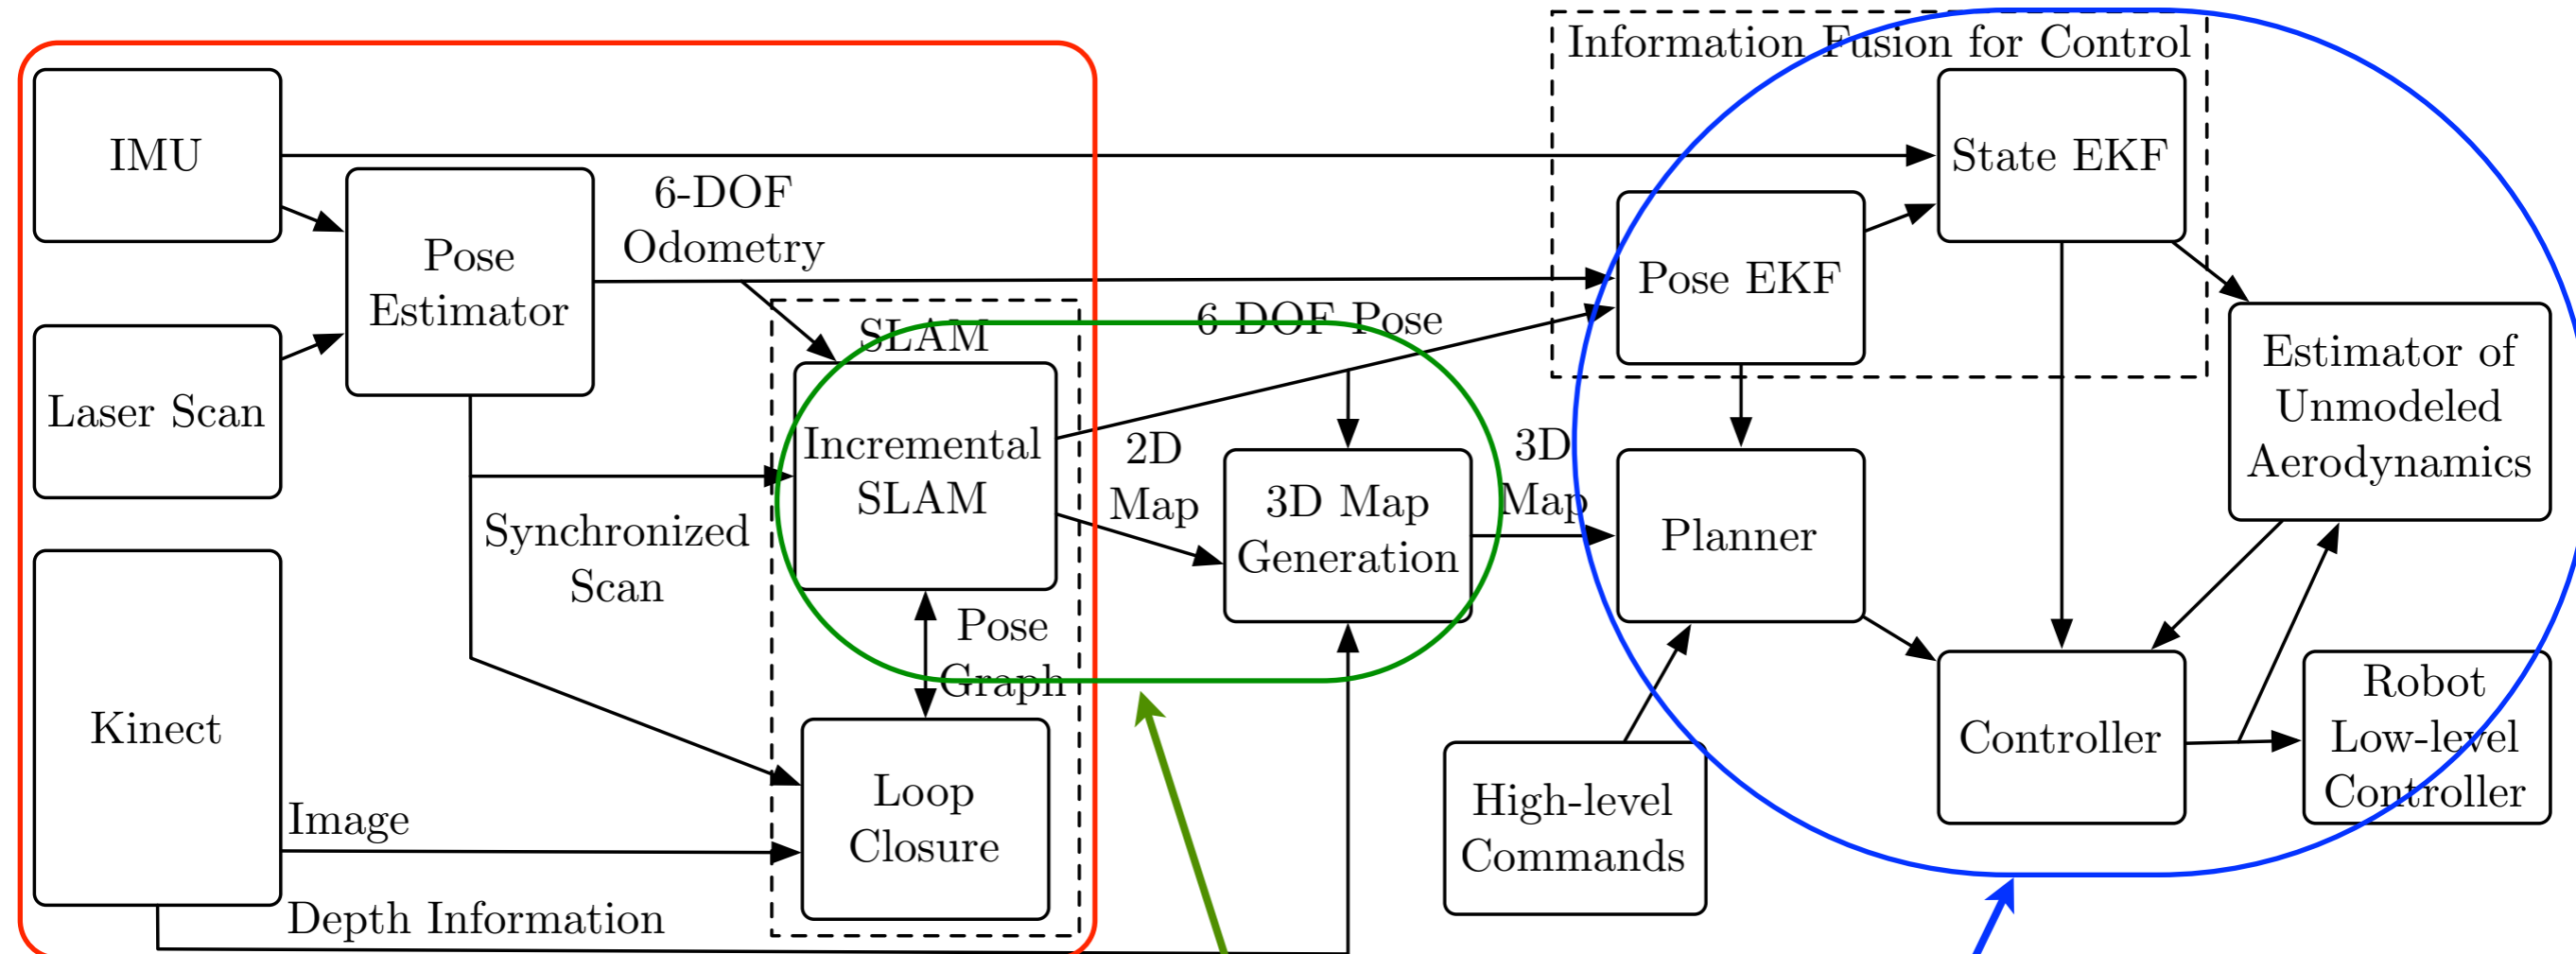 Information Fusion for Control
IMU
State EKF
6-DOF
Odometry
Pose
Estimator
Pose EKF
6 DOF Pose
SLAM
Laser Scan
Estimator of
Unmodeled
Aerodynamics
Incremental
SLAM
2D
Map
3D Map
Generation
3D
Map
Planner
Synchronized
Scan
Pose
Graph
Kinect
Controller
Robot
Low-level
Controller
Loop
Closure
High-level
Commands
Image
Depth Information